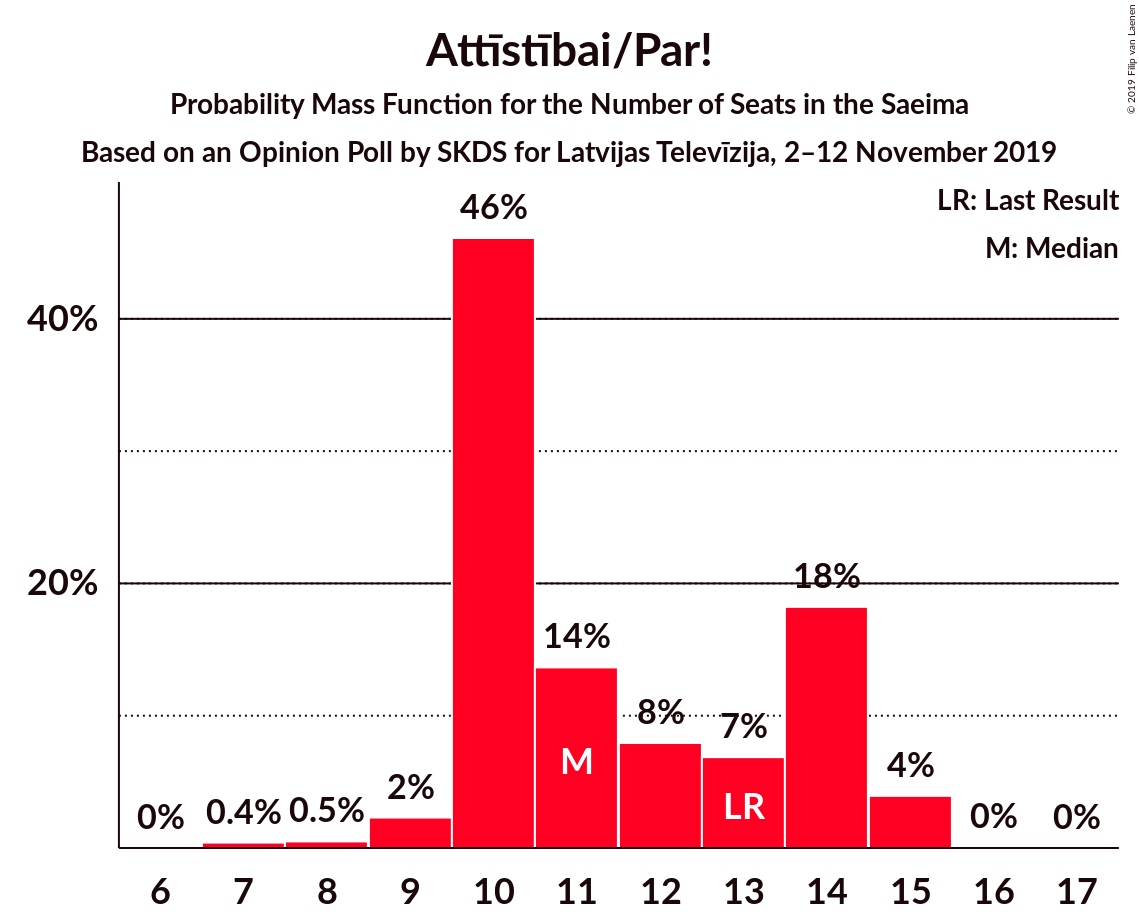 Attīstībai/Par!
Probability Mass Function for the Number of Seats in the Saeima
Based on an Opinion Poll by SKDS for Latvijas Televīzija, 2–12 November 2019
© 2019 Filip van Laenen
LR: Last Result
M: Median
40%
20%
0%
0.4%
0.5%
2%
46%
14%
8%
7%
18%
4%
0%
0%
M
LR
6 7 8 9 10 11 12 13 14 15 16 17